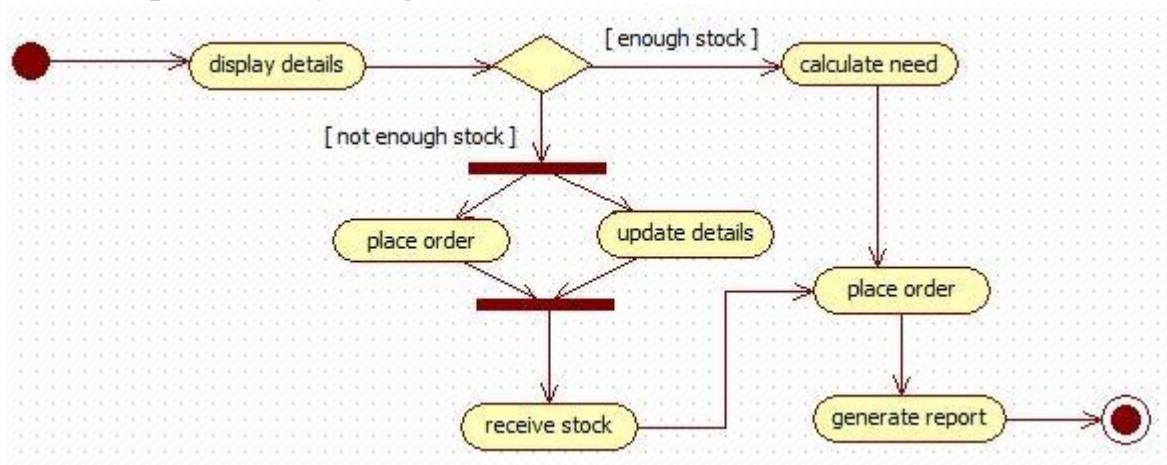 [ enough stock ]
display details
calculate need
[ not enough stock ]
place order
update details
place order
receive stock
generate report